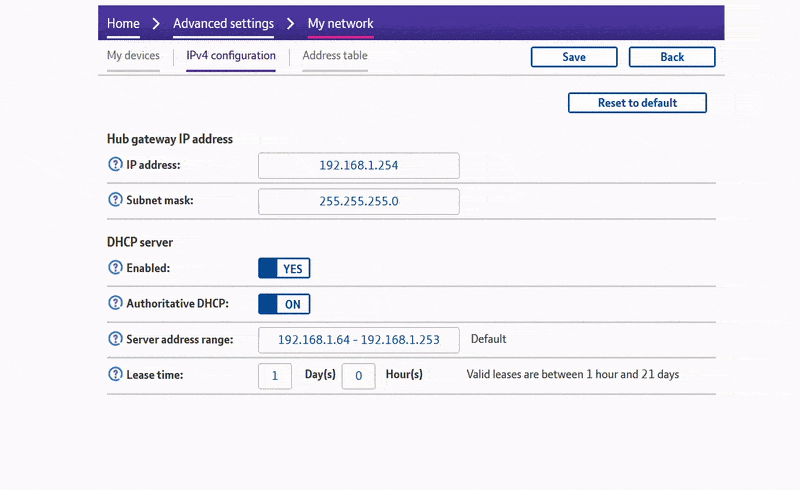 Home > Advanced settings > My network
My devices | IPv4 configuration | Address table Save Back
Reset to default
Hub gateway IP address
? IP address: 192.168.1.254
? Subnet mask: 255.255.255.0
DHCP server
? Enabled: YES
? Authoritative DHCP: ON
? Server address range: 192.168.1.64 - 192.168.1.253 Default
? Lease time: 1 Day(s) 0 Hour(s) Valid leases are between 1 hour and 21 days